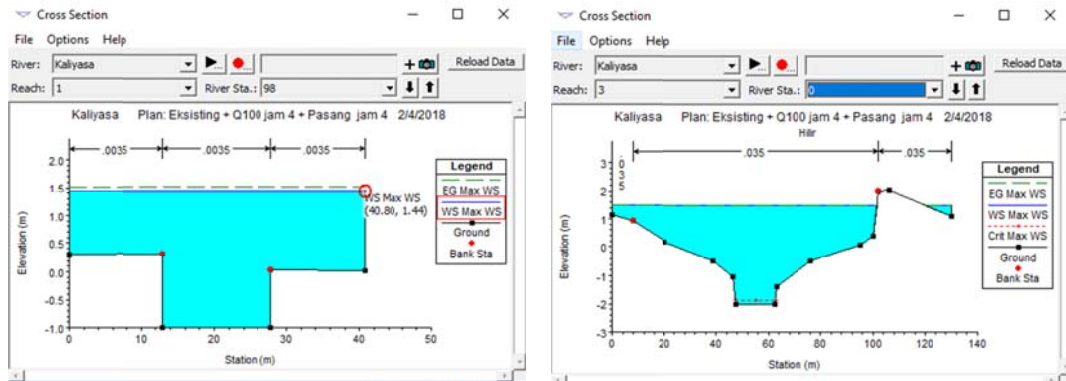 Cross Section
File Options Help
River: Kaliyasa Reload Data
Reach: 1 River Sta.: 98
Kaliyasa Plan: Eksisting + Q100 jam 4 + Pasang jam 4 2/4/2018
.0035 .0035 .0035
Legend
EG Max WS
WS Max WS
Ground
Bank Sta
WS Max WS
(40.80, 1.44)
Elevation (m)
2.0
1.5
1.0
0.5
0.0
-0.5
-1.0
0 10 20 30 40 50
Station (m)
Cross Section
File Options Help
River: Kaliyasa Reload Data
Reach: 3 River Sta.: 0
Kaliyasa Plan: Eksisting + Q100 jam 4 + Pasang jam 4 2/4/2018
Hilir
.035 .035 .035
Legend
EG Max WS
WS Max WS
Crit Max WS
Ground
Bank Sta
Elevation (m)
3
2
1
0
-1
-2
-3
0 20 40 60 80 100 120 140
Station (m)